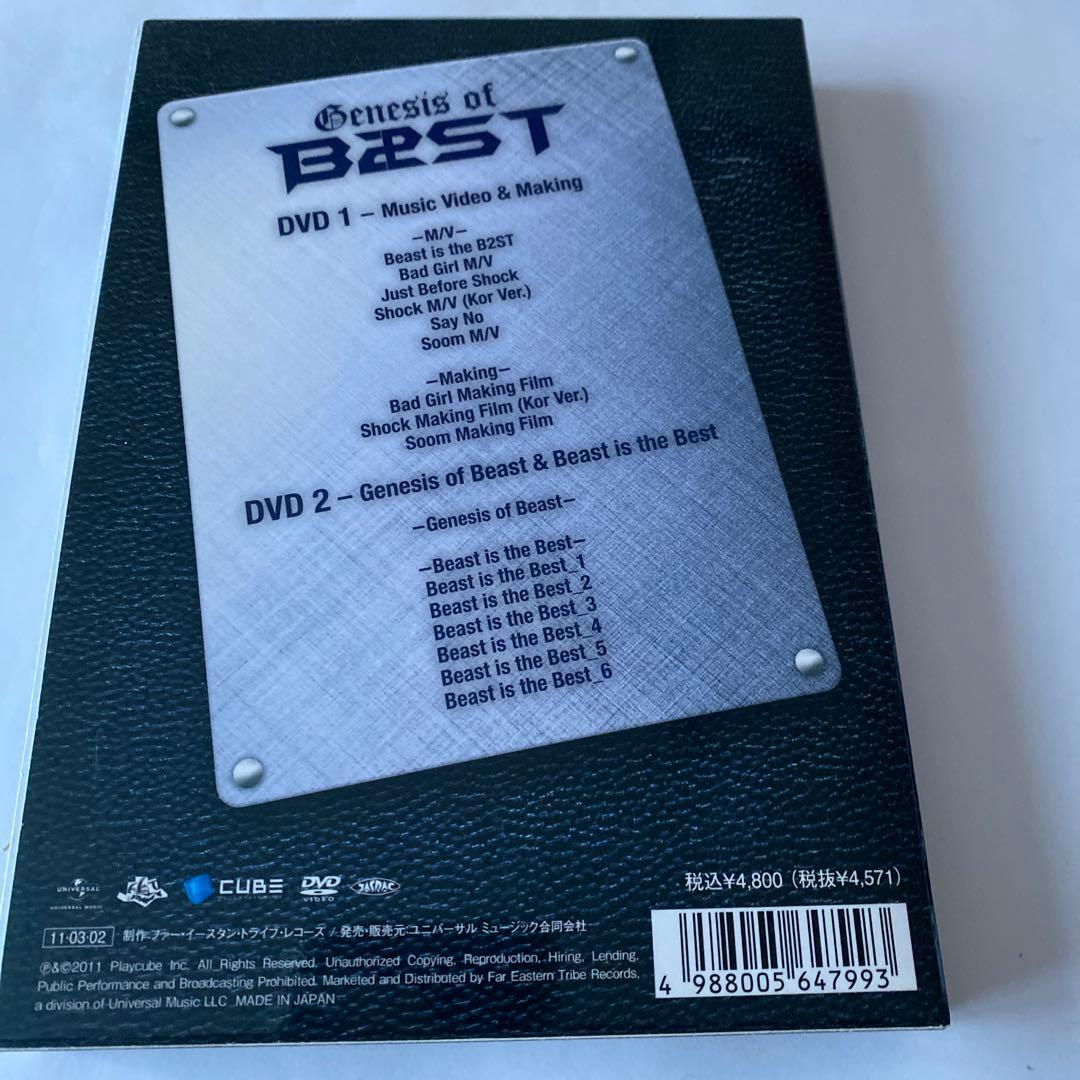 Genesis of
B2ST
DVD 1 – Music Video & Making
–M/V–
Beast is the B2ST
Bad Girl M/V
Just Before Shock
Shock M/V (Kor Ver.)
Say No
Soom M/V
–Making–
Bad Girl Making Film
Shock Making Film (Kor Ver.)
Soom Making Film
DVD 2 – Genesis of Beast & Beast is the Best
–Genesis of Beast–
–Beast is the Best–
Beast is the Best_1
Beast is the Best_2
Beast is the Best_3
Beast is the Best_4
Beast is the Best_5
Beast is the Best_6
UNIVERSAL
UNIVERSAL MUSIC
CUBE
DVD
VIDEO
JASRAC
税込¥4,800(税抜¥4,571)
11・03・02 制作:ファー・イースタン・トライブ・レコーズ / 発売・販売元:ユニバーサル ミュージック合同会社
℗&©2011 Playcube Inc. All Rights Reserved. Unauthorized Copying, Reproduction, Hiring, Lending,
Public Performance and Broadcasting Prohibited. Marketed and Distributed by Far Eastern Tribe Records,
a division of Universal Music LLC MADE IN JAPAN
4 988005 647993